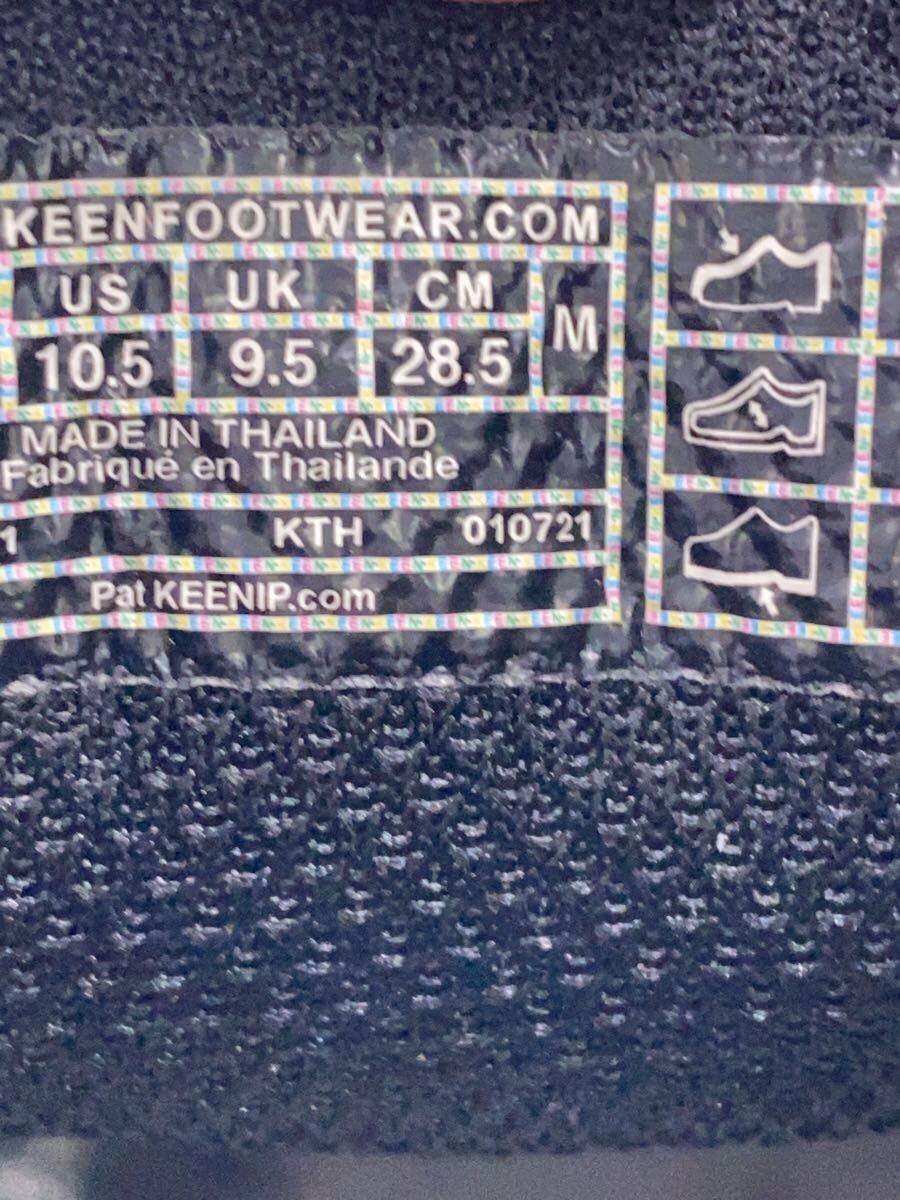 KEENFOOTWEAR.COM
US UK CM M
10.5 9.5 28.5
MADE IN THAILAND
Fabriqué en Thailande
1 KTH 010721
Pat KEENIP.com